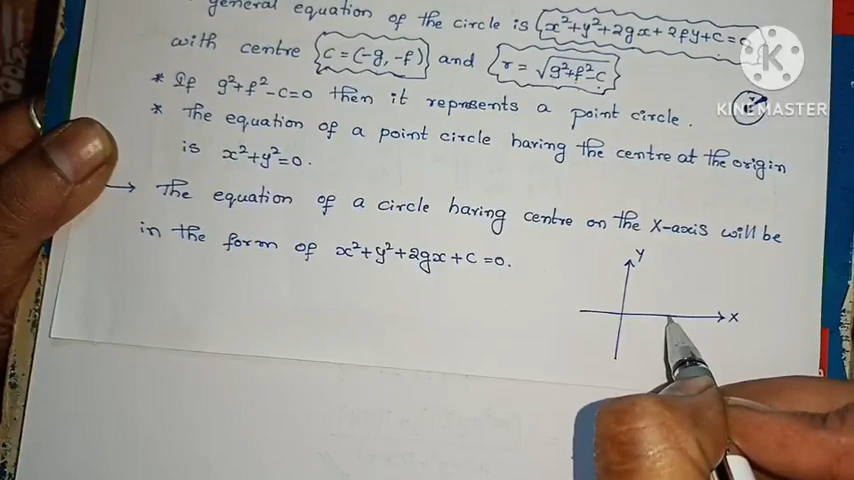 general equation of the circle is x²+y²+2gx+2fy+c=
with centre C=(-g,-f) and r=√g²+f²-c
* If g²+f²-c=0 then it represents a point circle.
* The equation of a point circle having the centre at the origin
is x²+y²=0.
→ The equation of a circle having centre on the X-axis will be
in the form of x²+y²+2gx+c=0.
Y
X
K
KINEMASTER